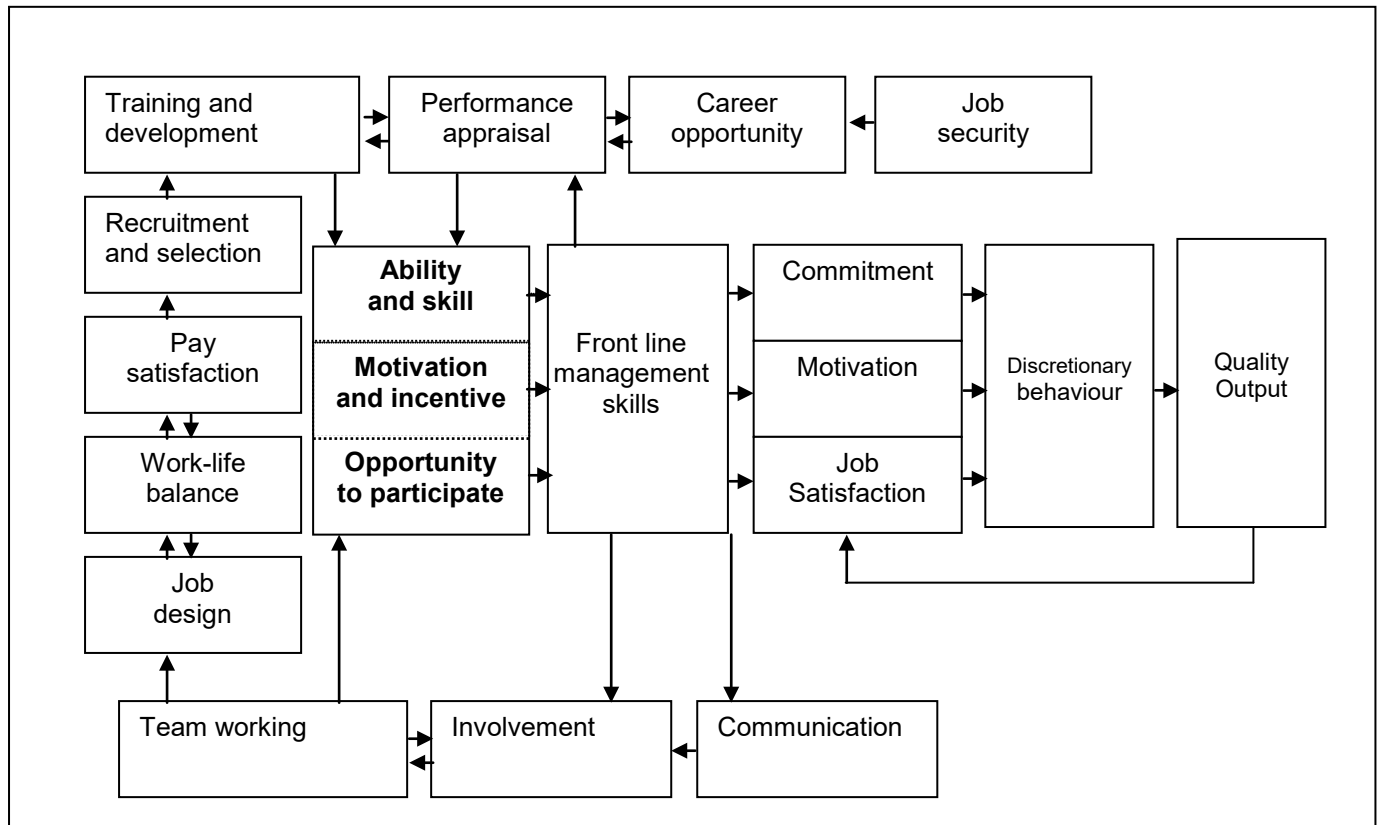 Training and
development
Performance
appraisal
Career
opportunity
Job
security
Recruitment
and selection
Ability
and skill
Commitment
Pay
satisfaction
Front line
management
skills
Motivation
and incentive
Motivation
Discretionary
behaviour
Quality
Output
Work-life
balance
Opportunity
to participate
Job
Satisfaction
Job
design
Team working
Involvement
Communication